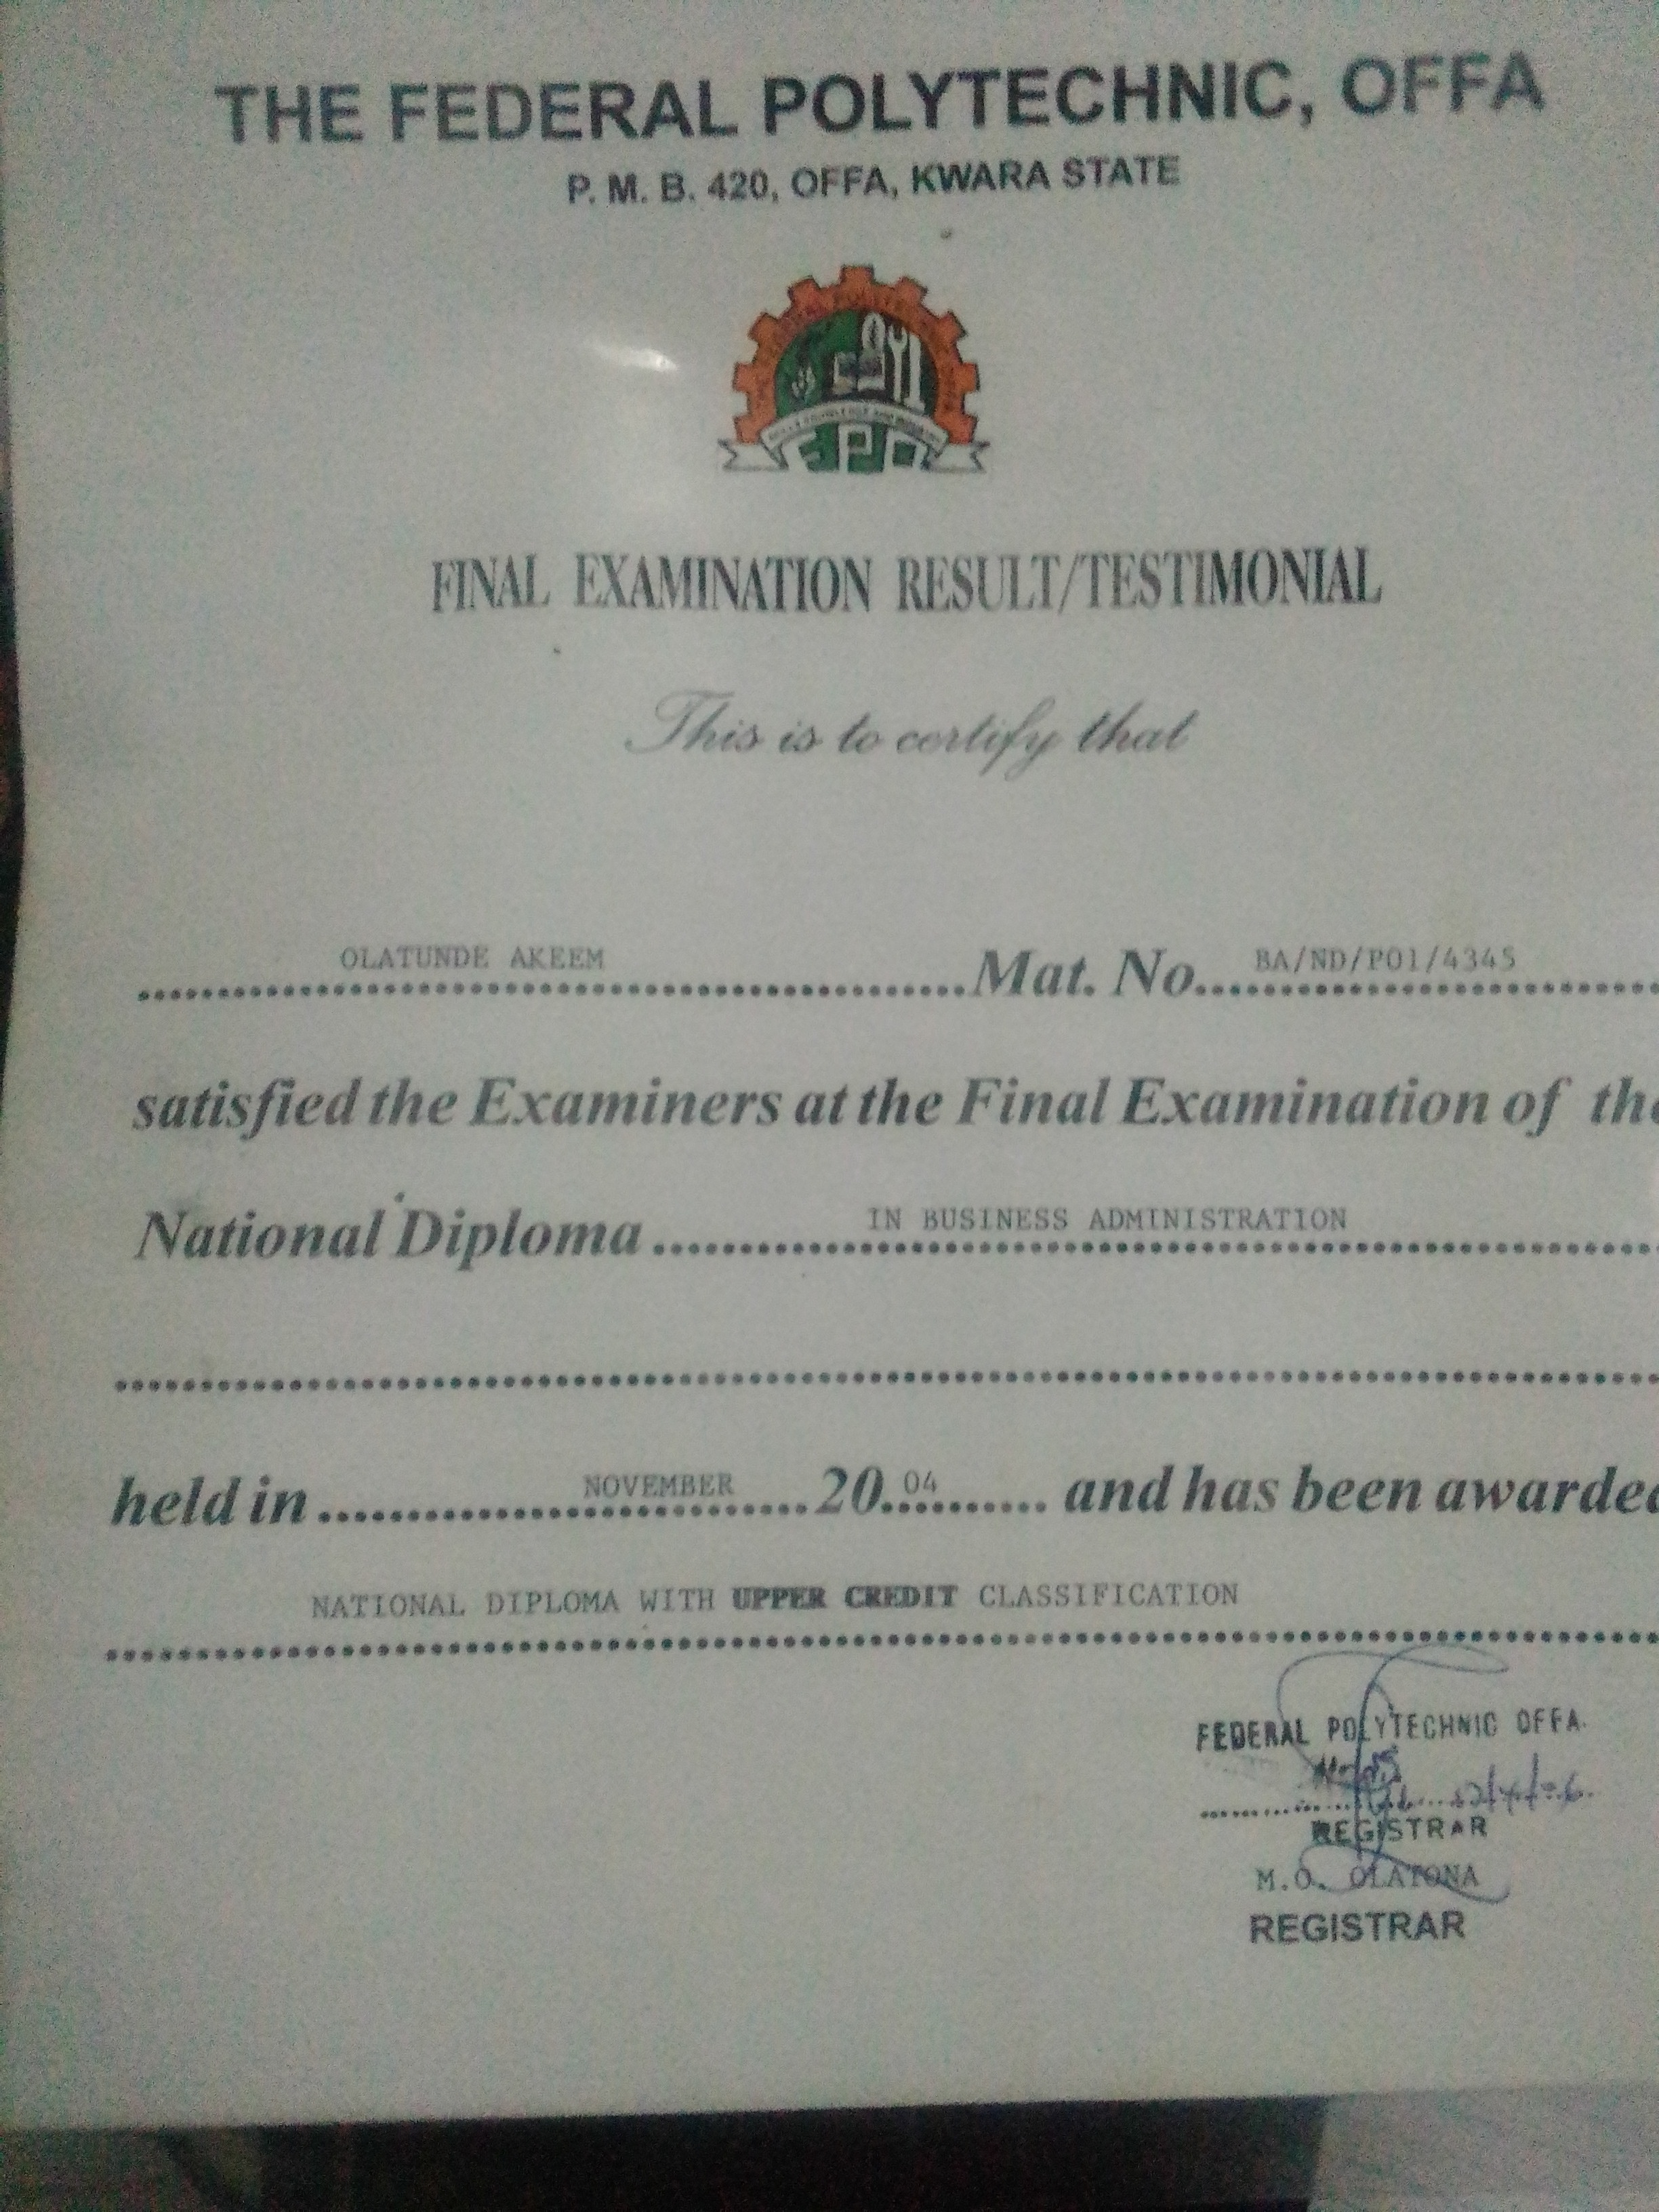 THE FEDERAL POLYTECHNIC, OFFA
P. M. B. 420, OFFA, KWARA STATE
FPO
FINAL EXAMINATION RESULT/TESTIMONIAL
This is to certify that
OLATUNDE AKEEM Mat. No. BA/ND/P01/4345
satisfied the Examiners at the Final Examination of the
National Diploma IN BUSINESS ADMINISTRATION
held in NOVEMBER 20 04 and has been awarded
NATIONAL DIPLOMA WITH UPPER CREDIT CLASSIFICATION
FEDERAL POLYTECHNIC OFFA.
REGISTRAR
M.O. OLATONA
REGISTRAR